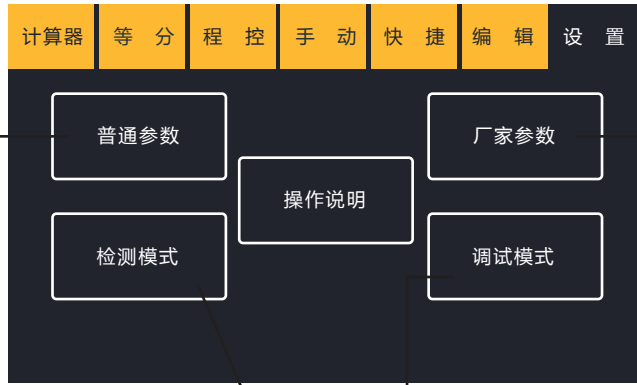 计算器 等分 程控 手动 快捷 编辑 设置
普通参数
厂家参数
操作说明
检测模式
调试模式